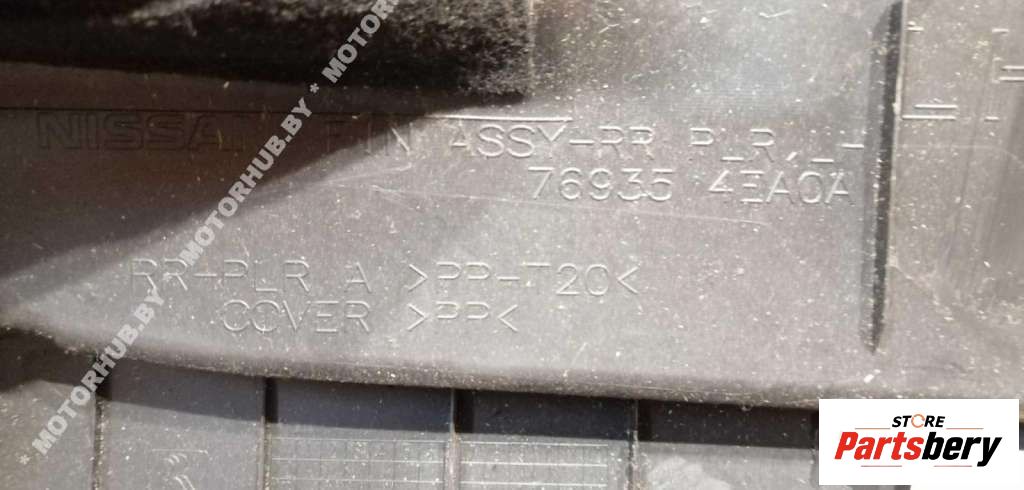 NISSAN FIN ASSY-RR PLR, L-
76935 4EA0A
RR-PLR A >PP-T20<
COVER >PP<
* MOTORHUB.BY * MOTORHUB.BY * MOTOR
STORE
Partsbery